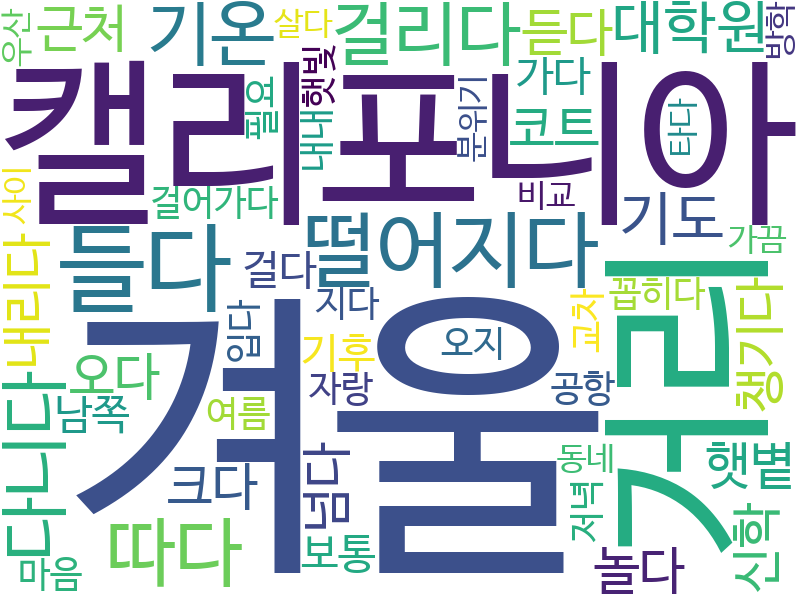 우산
근처
기온
살다
걸리다
듣다
대학원
방학
캘리포니아
햇빛
필요
내내
분위기
가다
코트
타다
사이
걸어가다
비교
기도
가끔
들다
떨어지다
거리
내리다
걸다
지다
입다
기후
오지
교차
꼽히다
챙기다
겨울
오다
남쪽
여름
자랑
공항
다니다
크다
넘다
동네
햇볕
저녁
신학
따다
보통
놀다
마음